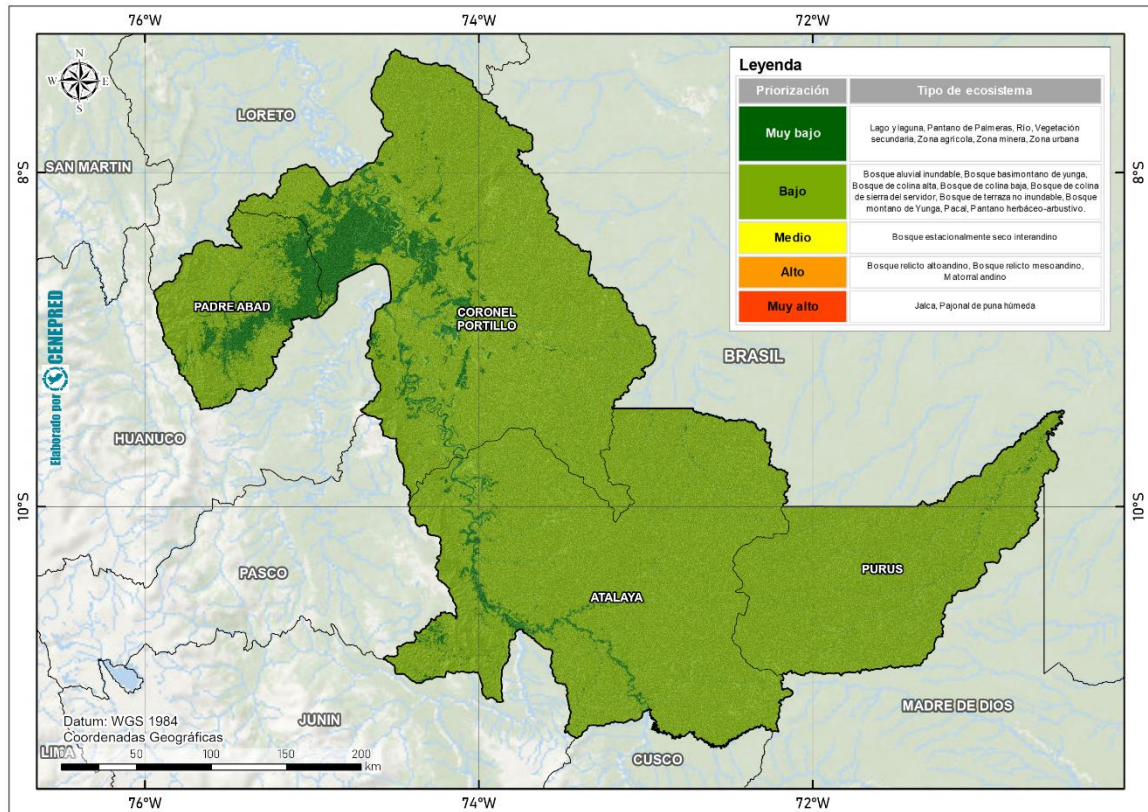 76°W
74°W
72°W
N
W
E
S
Leyenda
Priorización
Tipo de ecosistema
Muy bajo
Lago y laguna, Pantano de Palmeras, Río, Vegetación
secundaria, Zona agrícola, Zona minera, Zona urbana
Bajo
Bosque aluvial inundable, Bosque basimontano de yunga,
Bosque de colina alta, Bosque de colina baja, Bosque de colina
de sierra del servidor, Bosque de terraza no inundable, Bosque
montano de Yunga, Pacal, Pantano herbáceo-arbustivo.
Medio
Bosque estacionalmente seco interandino
Alto
Bosque relicto altoandino, Bosque relicto mesoandino,
Matorral andino
Muy alto
Jalca, Pajonal de puna húmeda
LORETO
SAN MARTIN
8°S
8°S
PADRE ABAD
CORONEL
PORTILLO
BRASIL
Elaborado por CENEPRED
HUANUCO
10°S
10°S
PASCO
ATALAYA
PURUS
MADRE DE DIOS
JUNIN
CUSCO
LIMA
Datum: WGS 1984
Coordenadas Geográficas
0 50 100 150 200
km
76°W
74°W
72°W